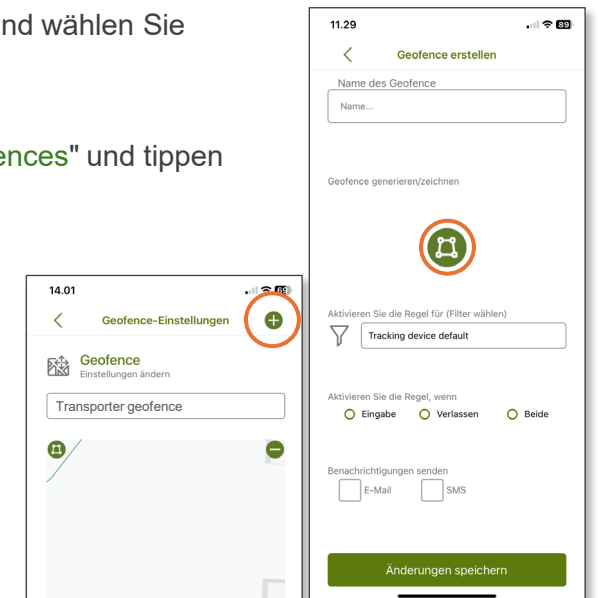 nd wählen Sie
ences" und tippen
14.01
Geofence-Einstellungen
Geofence
Einstellungen ändern
Transporter geofence
11.29
89
Geofence erstellen
Name des Geofence
Name...
Geofence generieren/zeichnen
Aktivieren Sie die Regel für (Filter wählen)
Tracking device default
Aktivieren Sie die Regel, wenn
Eingabe Verlassen Beide
Benachrichtigungen senden
E-Mail SMS
Änderungen speichern